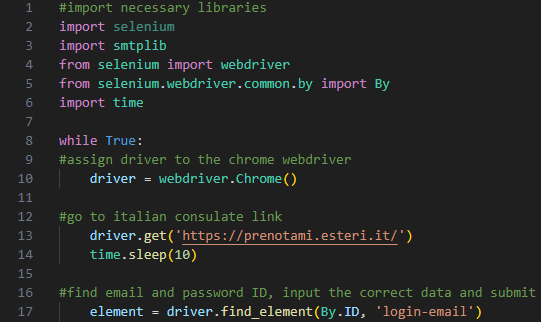 1 #import necessary libraries
2 import selenium
3 import smtplib
4 from selenium import webdriver
5 from selenium.webdriver.common.by import By
6 import time
7
8 while True:
9 #assign driver to the chrome webdriver
10     driver = webdriver.Chrome()
11
12 #go to italian consulate link
13     driver.get('https://prenotami.esteri.it/')
14     time.sleep(10)
15
16 #find email and password ID, input the correct data and submit
17     element = driver.find_element(By.ID, 'login-email')